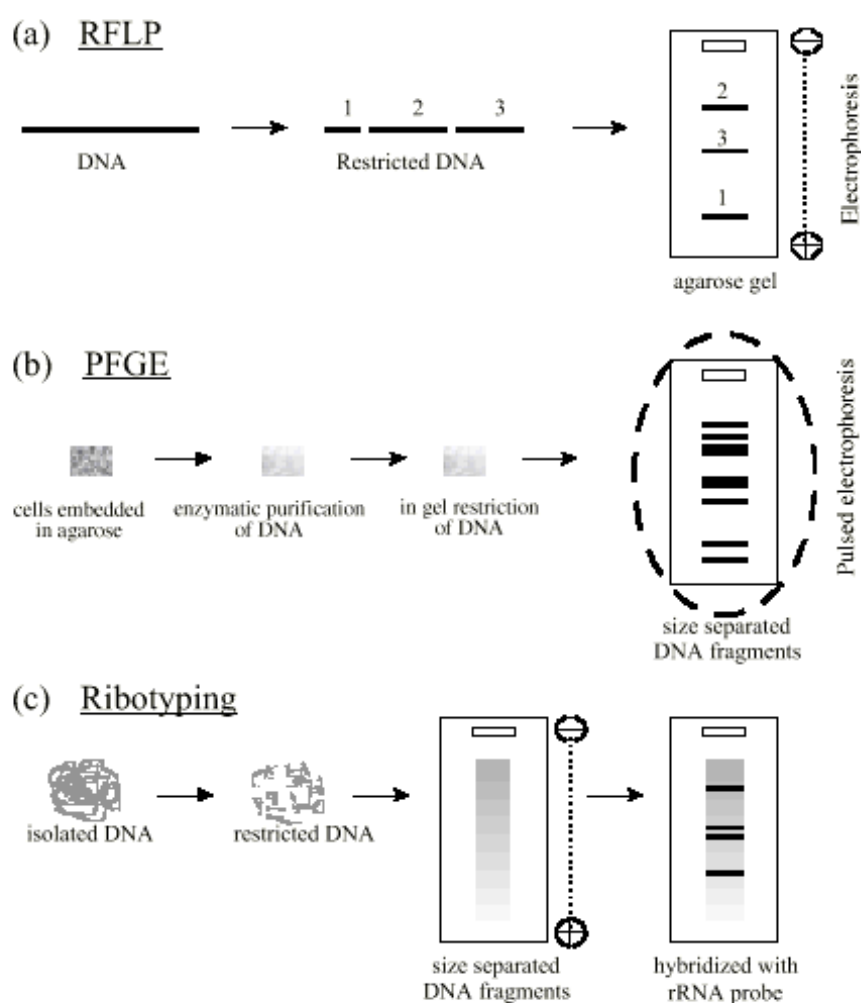 (a) RFLP
1 2 3
DNA
Restricted DNA
2
3
1
agarose gel
Electrophoresis
(b) PFGE
cells embedded
in agarose
enzymatic purification
of DNA
in gel restriction
of DNA
size separated
DNA fragments
Pulsed electrophoresis
(c) Ribotyping
isolated DNA
restricted DNA
size separated
DNA fragments
hybridized with
rRNA probe